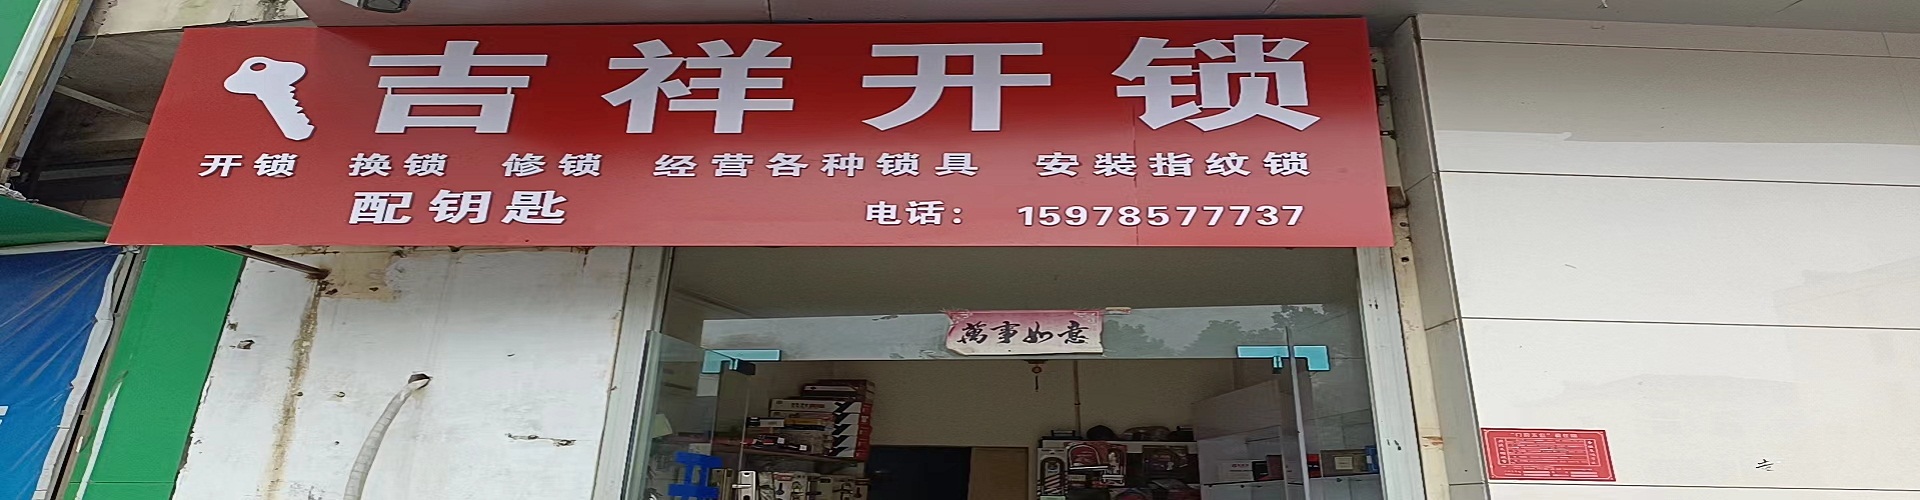 吉祥开锁
开锁 换锁 修锁 经营各种锁具 安装指纹锁
配钥匙 电话: 15978577737
萬事如意